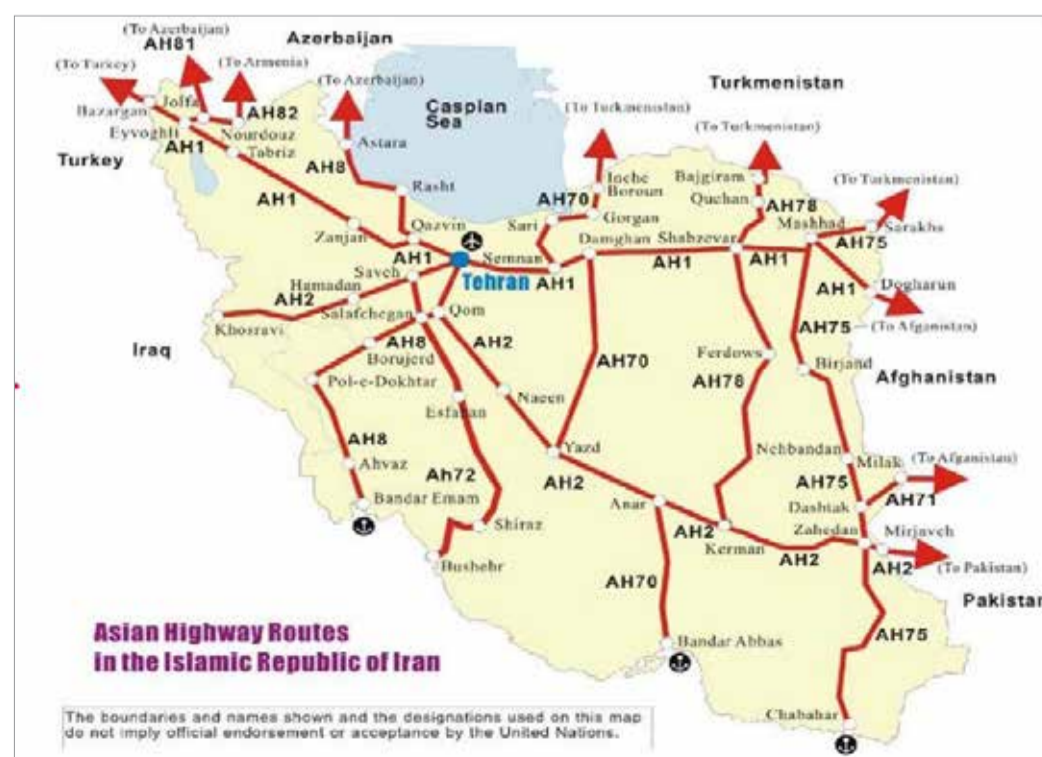 (To Azerbaijan)
AH81
Azerbaijan
(To Turkey)
(To Armenia)
(To Azerbaijan)
Turkmenistan
Jolfa
Bazargan
AH82
Caspian
Sea
(To Turkmenistan)
(To Turkmenistan)
Eyvoghli
Nourdouz
Turkey
AH1
Tabriz
Astara
AH8
Inche
Boroun
Bajgiram
(To Turkmenistan)
AH1
Rasht
AH70
Quchan
AH78
Sari
Gorgan
Mashhad
Sarakhs
Zanjan
Qazvin
Damghan
Shabzevar
AH75
AH1
Semnan
AH1
AH1
Saveh
Tehran
AH1
AH1
Dogharun
Hamadan
AH2
Salafchegan
Qom
(To Afganistan)
Khosravi
AH75
Iraq
AH8
AH2
AH70
Ferdows
Birjand
Borujerd
Pol-e-Dokhtar
AH78
Afghanistan
Esfahan
Naeen
AH8
Yazd
Nehbandan
Milak
(To Afganistan)
Ahvaz
Ah72
AH2
AH75
AH71
Bandar Emam
Anar
Dashtak
Shiraz
AH2
Zahedan
Mirjaveh
Kerman
AH2
AH2
Bushehr
(To Pakistan)
AH70
Pakistan
Asian Highway Routes
in the Islamic Republic of Iran
Bandar Abbas
AH75
Chabahar
The boundaries and names shown and the designations used on this map
do not imply official endorsement or acceptance by the United Nations.